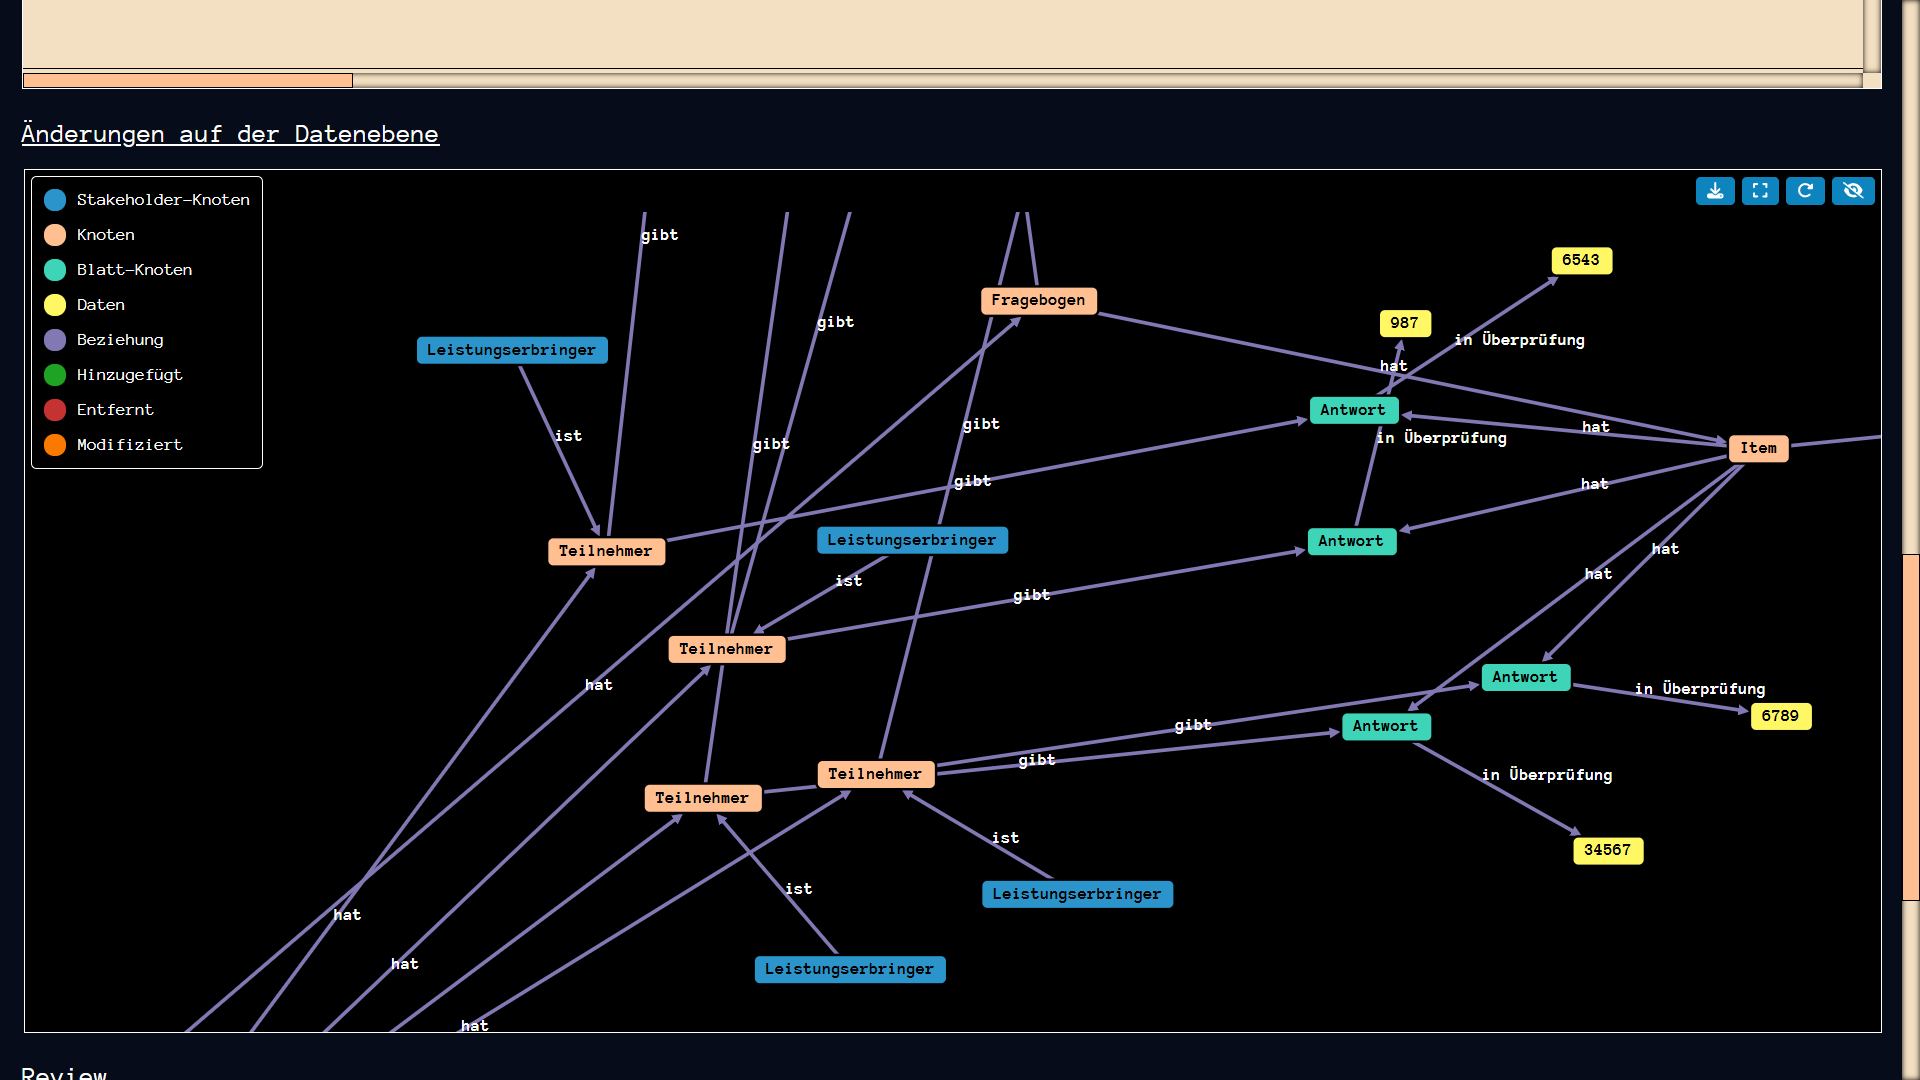 Änderungen auf der Datenebene
Stakeholder-Knoten
Knoten
Blatt-Knoten
Daten
Beziehung
Hinzugefügt
Entfernt
Modifiziert
gibt
6543
Fragebogen
gibt
987
in Überprüfung
Leistungserbringer
hat
Antwort
gibt
hat
ist
in Überprüfung
gibt
Item
gibt
hat
Leistungserbringer
Antwort
Teilnehmer
hat
ist
hat
gibt
Teilnehmer
Antwort
hat
in Überprüfung
6789
gibt
Antwort
gibt
Teilnehmer
in Überprüfung
Teilnehmer
ist
34567
ist
Leistungserbringer
hat
hat
Leistungserbringer
hat
Review